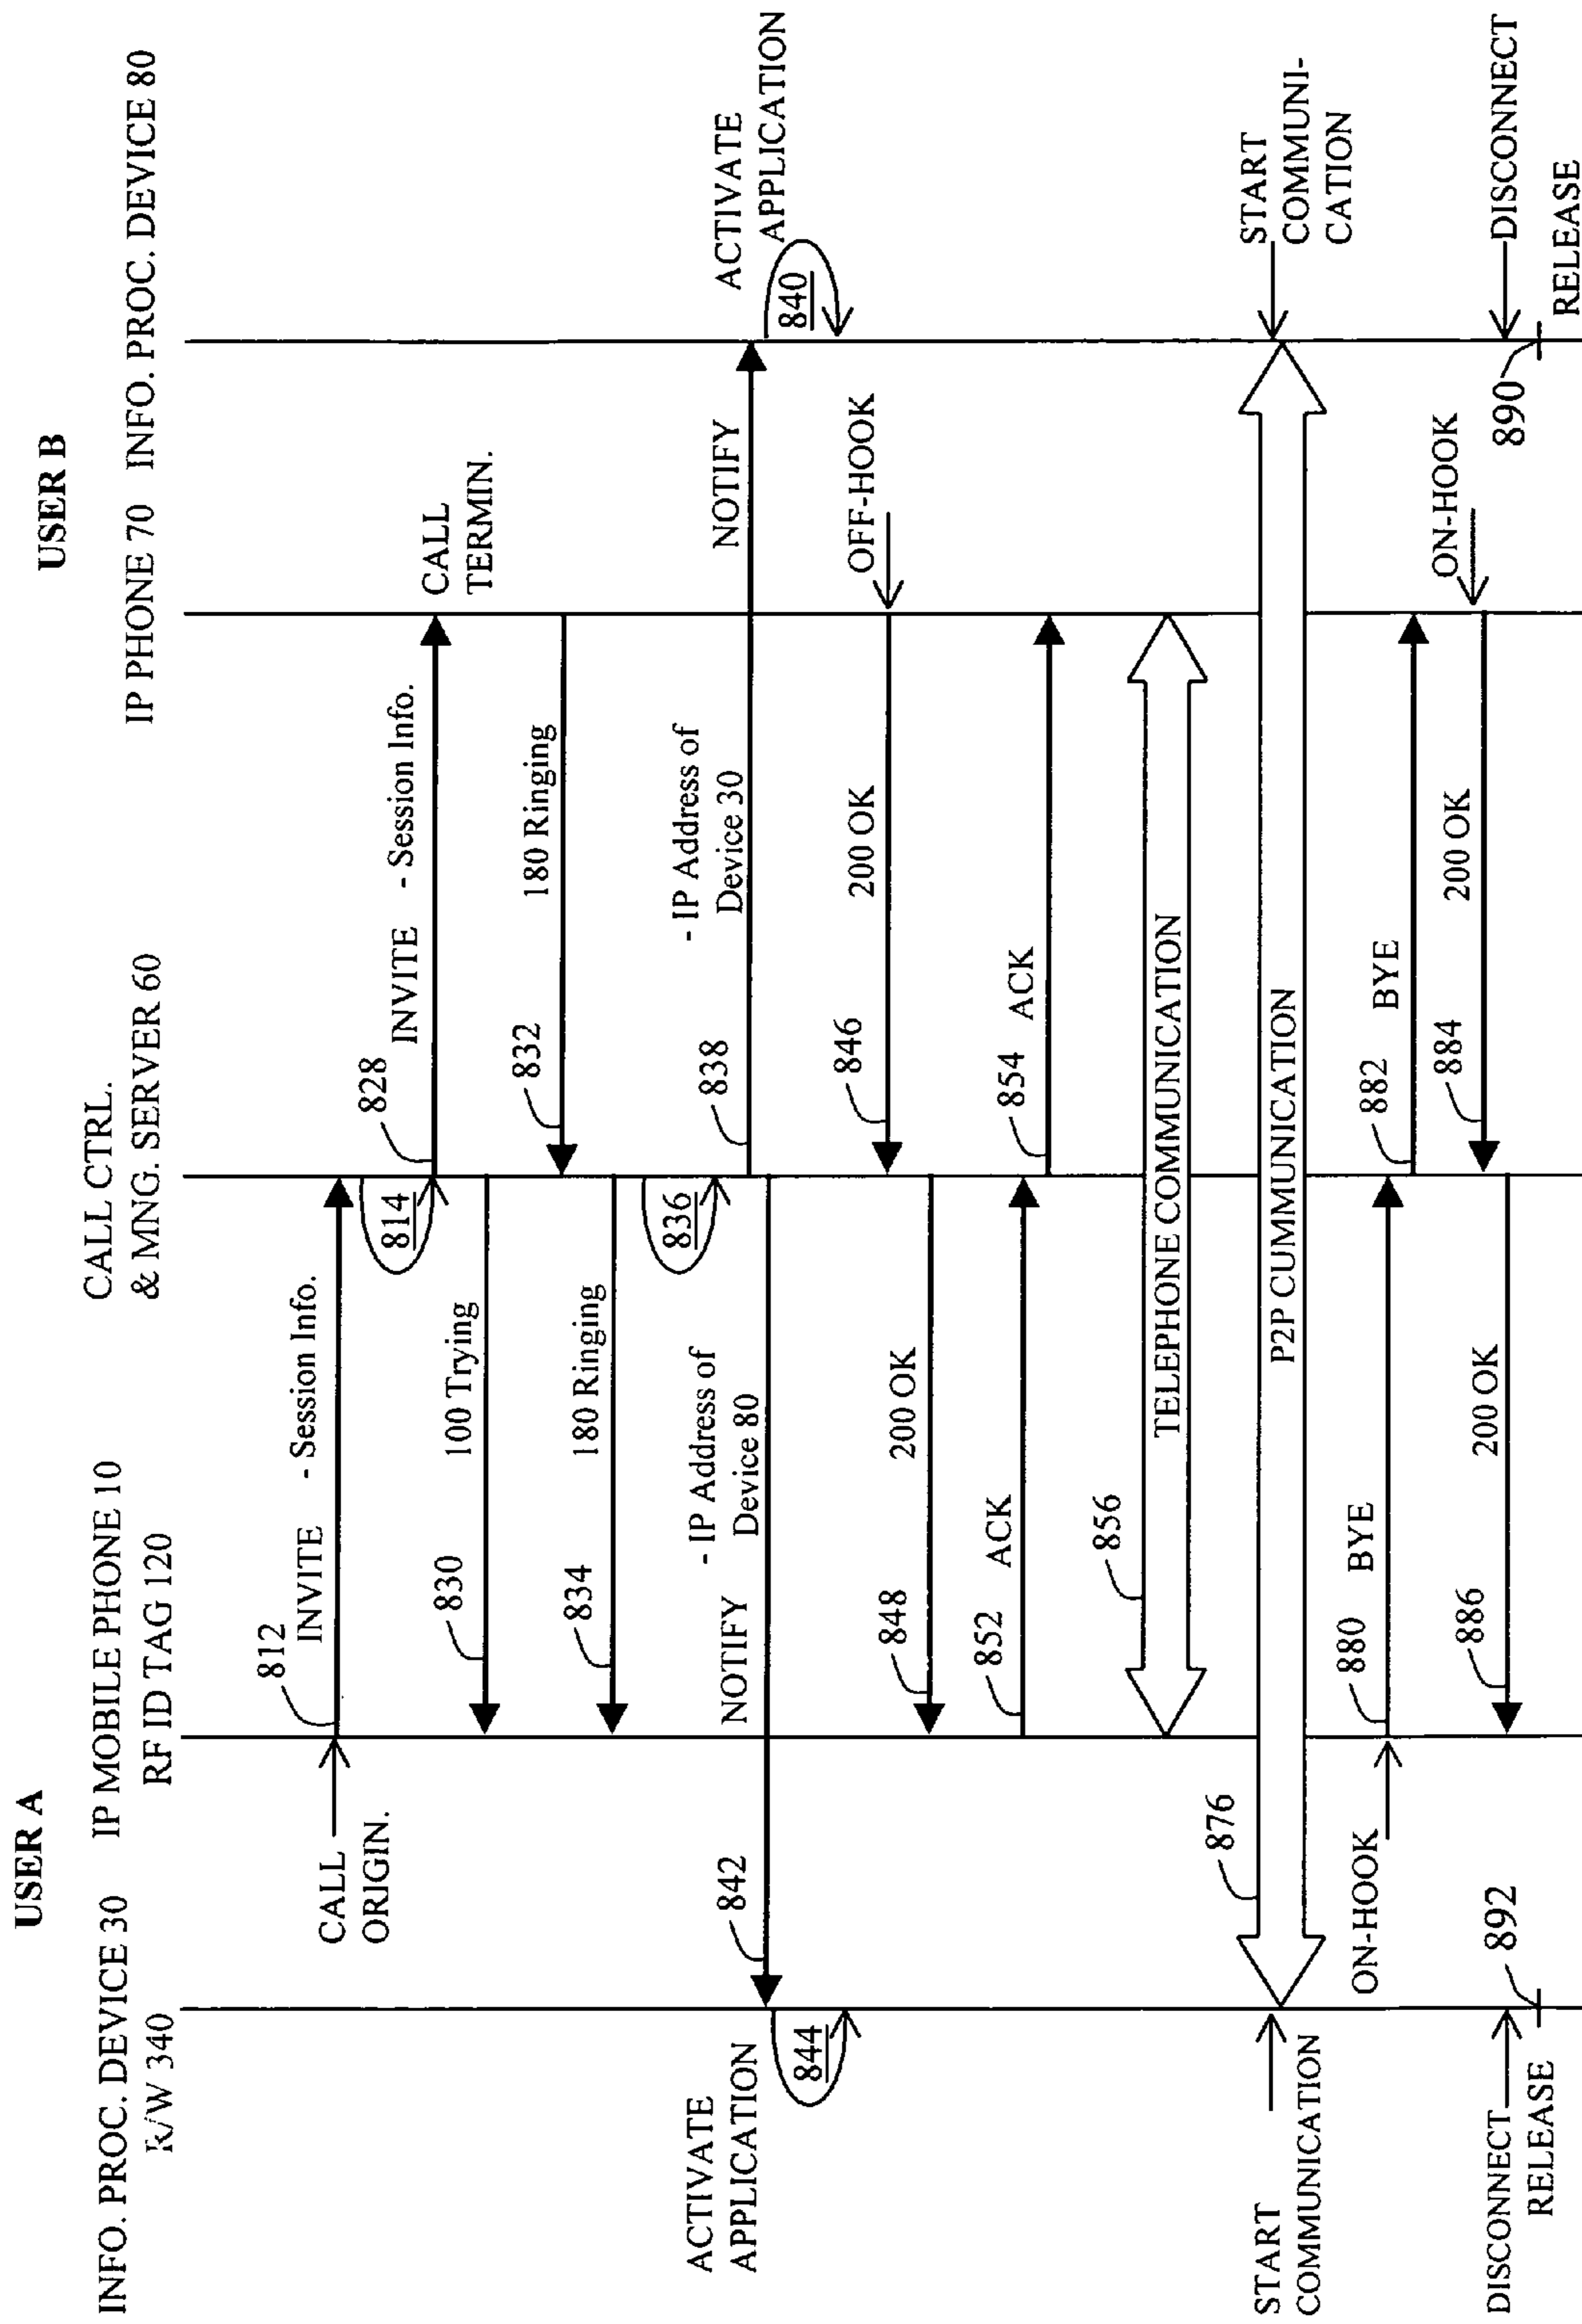 USER A
USER B
INFO. PROC. DEVICE 30
R/W 340
IP MOBILE PHONE 10
RF ID TAG 120
CALL CTRL.
& MNG. SERVER 60
IP PHONE 70
INFO. PROC. DEVICE 80
CALL
ORIGIN.
812
INVITE
- Session Info.
814
828
INVITE
- Session Info.
CALL
TERMIN.
830
100 Trying
832
180 Ringing
834
180 Ringing
836
838
- IP Address of
Device 30
NOTIFY
ACTIVATE
APPLICATION
840
842
NOTIFY
- IP Address of
Device 80
ACTIVATE
APPLICATION
844
846
200 OK
OFF-HOOK
848
200 OK
852
ACK
854
ACK
856
TELEPHONE COMMUNICATION
START
COMMUNICATION
876
P2P CUMMUNICATION
START
COMMUNI-
CATION
ON-HOOK
880
BYE
882
BYE
884
200 OK
ON-HOOK
886
200 OK
DISCONNECT
RELEASE
892
890
DISCONNECT
RELEASE